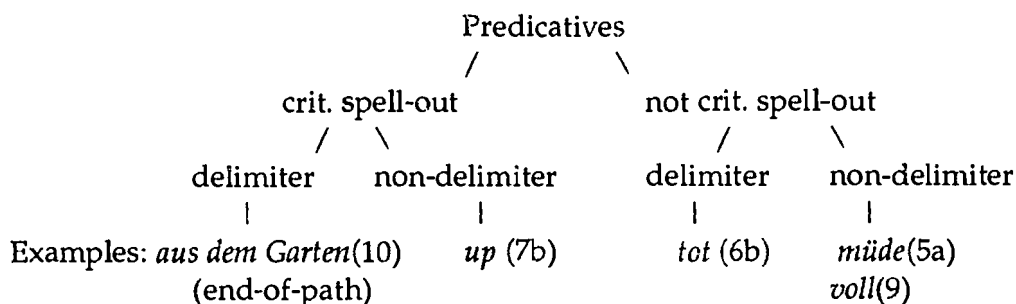 Predicatives
crit. spell-out not crit. spell-out
delimiter non-delimiter delimiter non-delimiter
Examples: aus dem Garten(10) up (7b) tot (6b) müde(5a)
(end-of-path) voll(9)